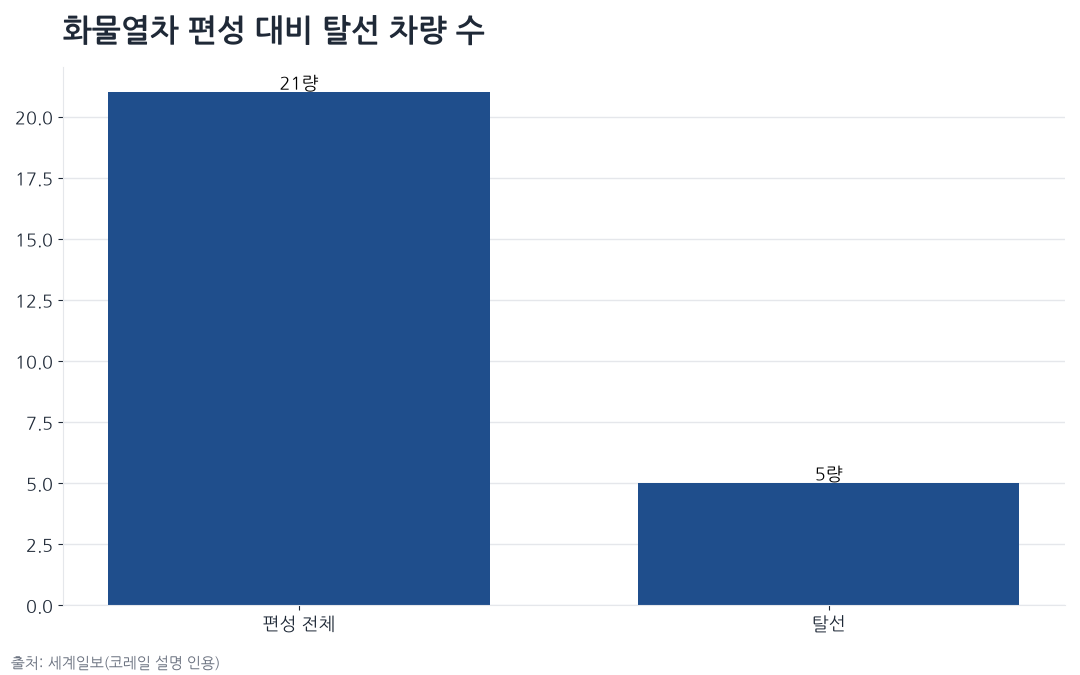 화물열차 편성 대비 탈선 차량 수
21량
20.0
17.5
15.0
12.5
10.0
7.5
5량
5.0
2.5
0.0
편성 전체
탈선
출처: 세계일보(코레일 설명 인용)